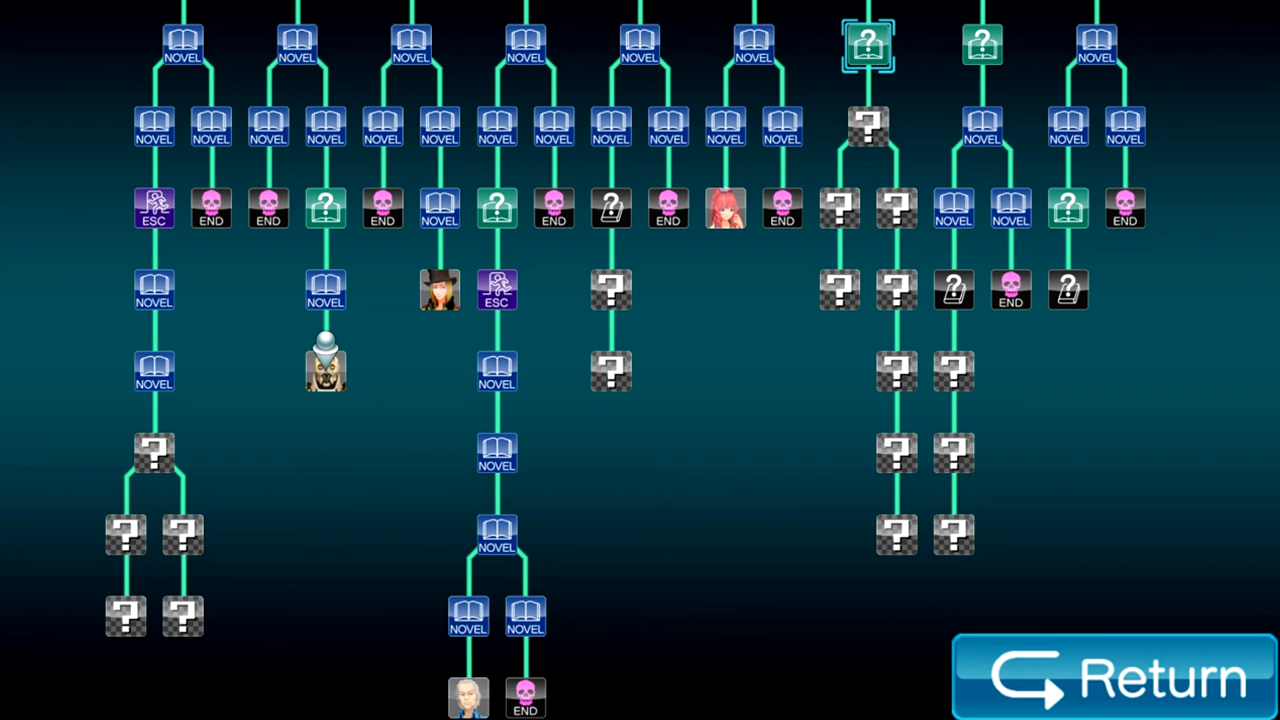 NOVEL NOVEL NOVEL NOVEL NOVEL NOVEL ? ? NOVEL
NOVEL NOVEL NOVEL NOVEL NOVEL NOVEL NOVEL NOVEL NOVEL NOVEL NOVEL NOVEL ? NOVEL NOVEL NOVEL
ESC END END ? END NOVEL ? END ? END END ? ? NOVEL NOVEL ? END
NOVEL NOVEL ESC ? ? ? ? END ?
NOVEL NOVEL ? ? ?
? NOVEL ? ?
? ? NOVEL ? ?
? ? NOVEL NOVEL
Return
END